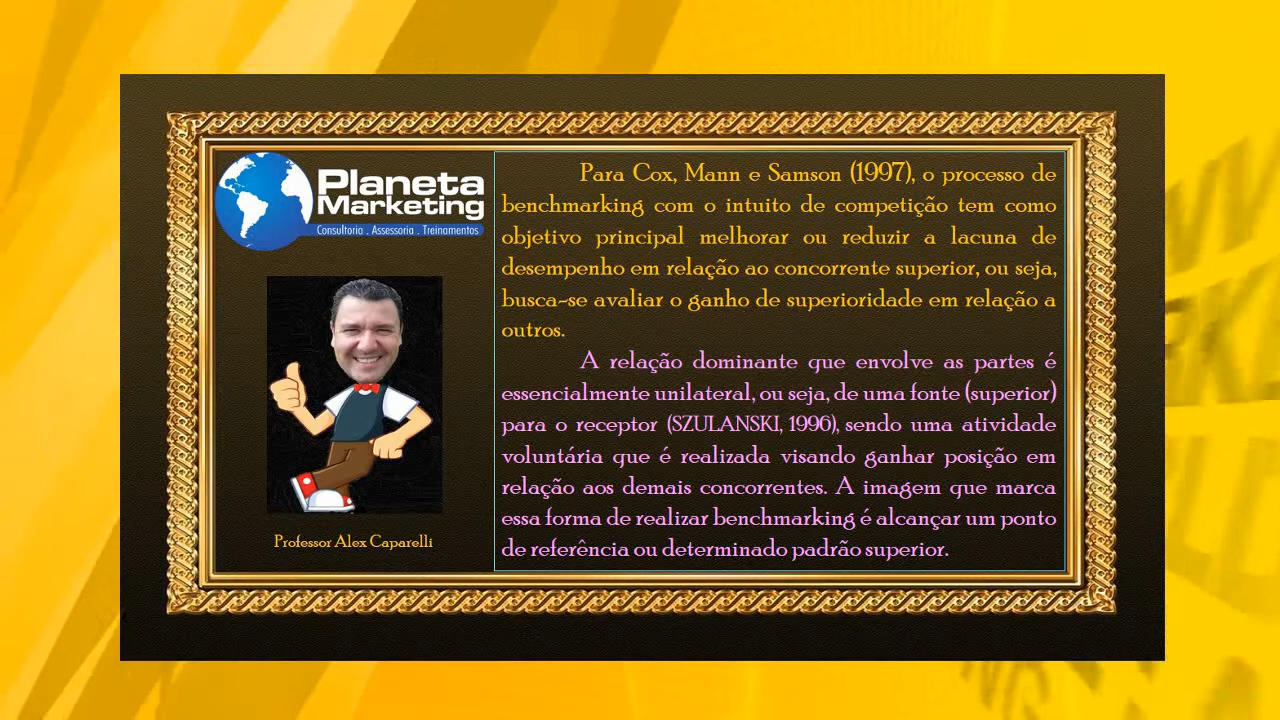 Planeta
Marketing
Consultoria . Assessoria . Treinamentos
Professor Alex Caparelli
Para Cox, Mann e Samson (1997), o processo de
benchmarking com o intuito de competição tem como
objetivo principal melhorar ou reduzir a lacuna de
desempenho em relação ao concorrente superior, ou seja,
busca-se avaliar o ganho de superioridade em relação a
outros.
A relação dominante que envolve as partes é
essencialmente unilateral, ou seja, de uma fonte (superior)
para o receptor (SZULANSKI, 1996), sendo uma atividade
voluntária que é realizada visando ganhar posição em
relação aos demais concorrentes. A imagem que marca
essa forma de realizar benchmarking é alcançar um ponto
de referência ou determinado padrão superior.